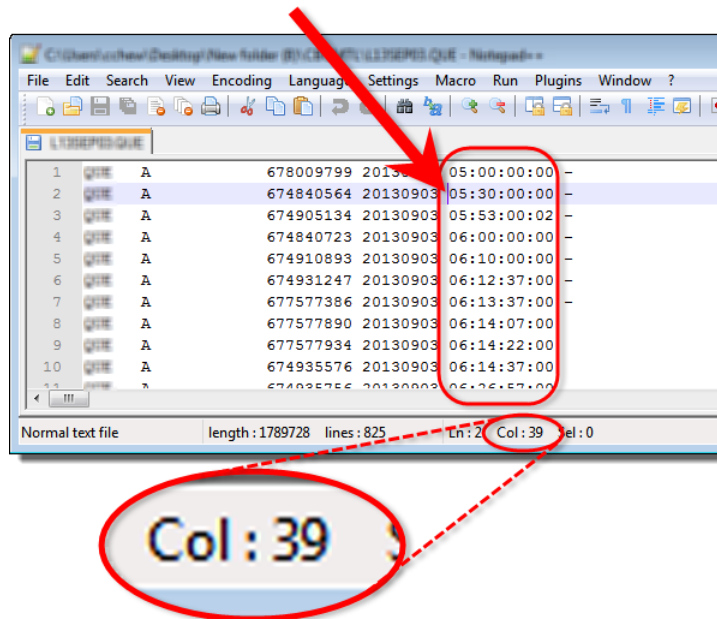 File Edit Search View Encoding Language Settings Macro Run Plugins Window ?
1 A 678009799 05:00:00:00 -
2 A 674840564 20130903 05:30:00:00 -
3 A 674905134 20130903 05:53:00:02 -
4 A 674840723 20130903 06:00:00:00 -
5 A 674910893 20130903 06:10:00:00 -
6 A 674931247 20130903 06:12:37:00 -
7 A 677577386 20130903 06:13:37:00 -
8 A 677577890 20130903 06:14:07:00
9 A 677577934 20130903 06:14:22:00
10 A 674935576 20130903 06:14:37:00
Normal text file length : 1789728 lines : 825 Ln : 2 Col : 39 Sel : 0
Col : 39